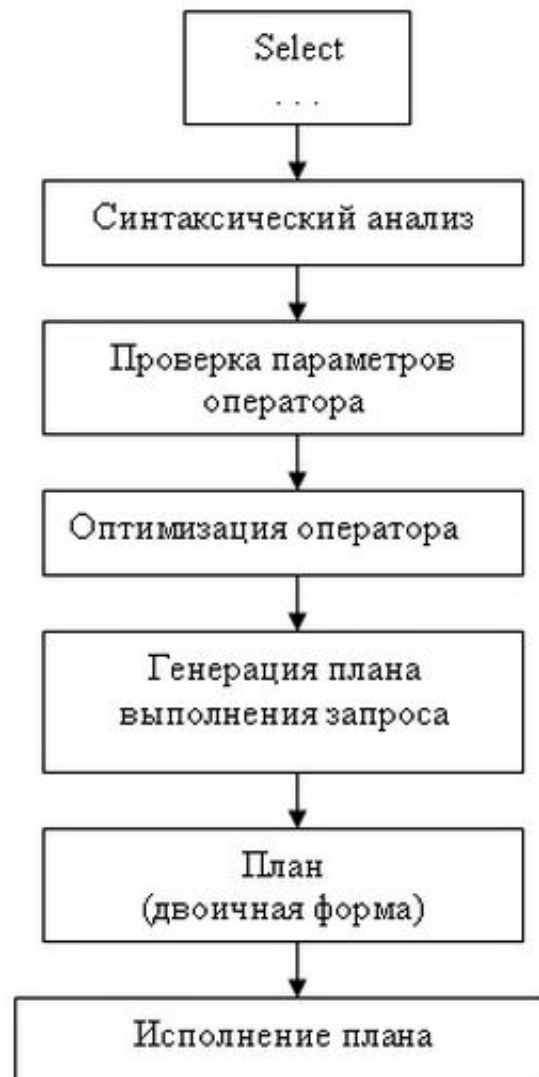 Select
. . .
Синтаксический анализ
Проверка параметров
оператора
Оптимизация оператора
Генерация плана
выполнения запроса
План
(двоичная форма)
Исполнение плана